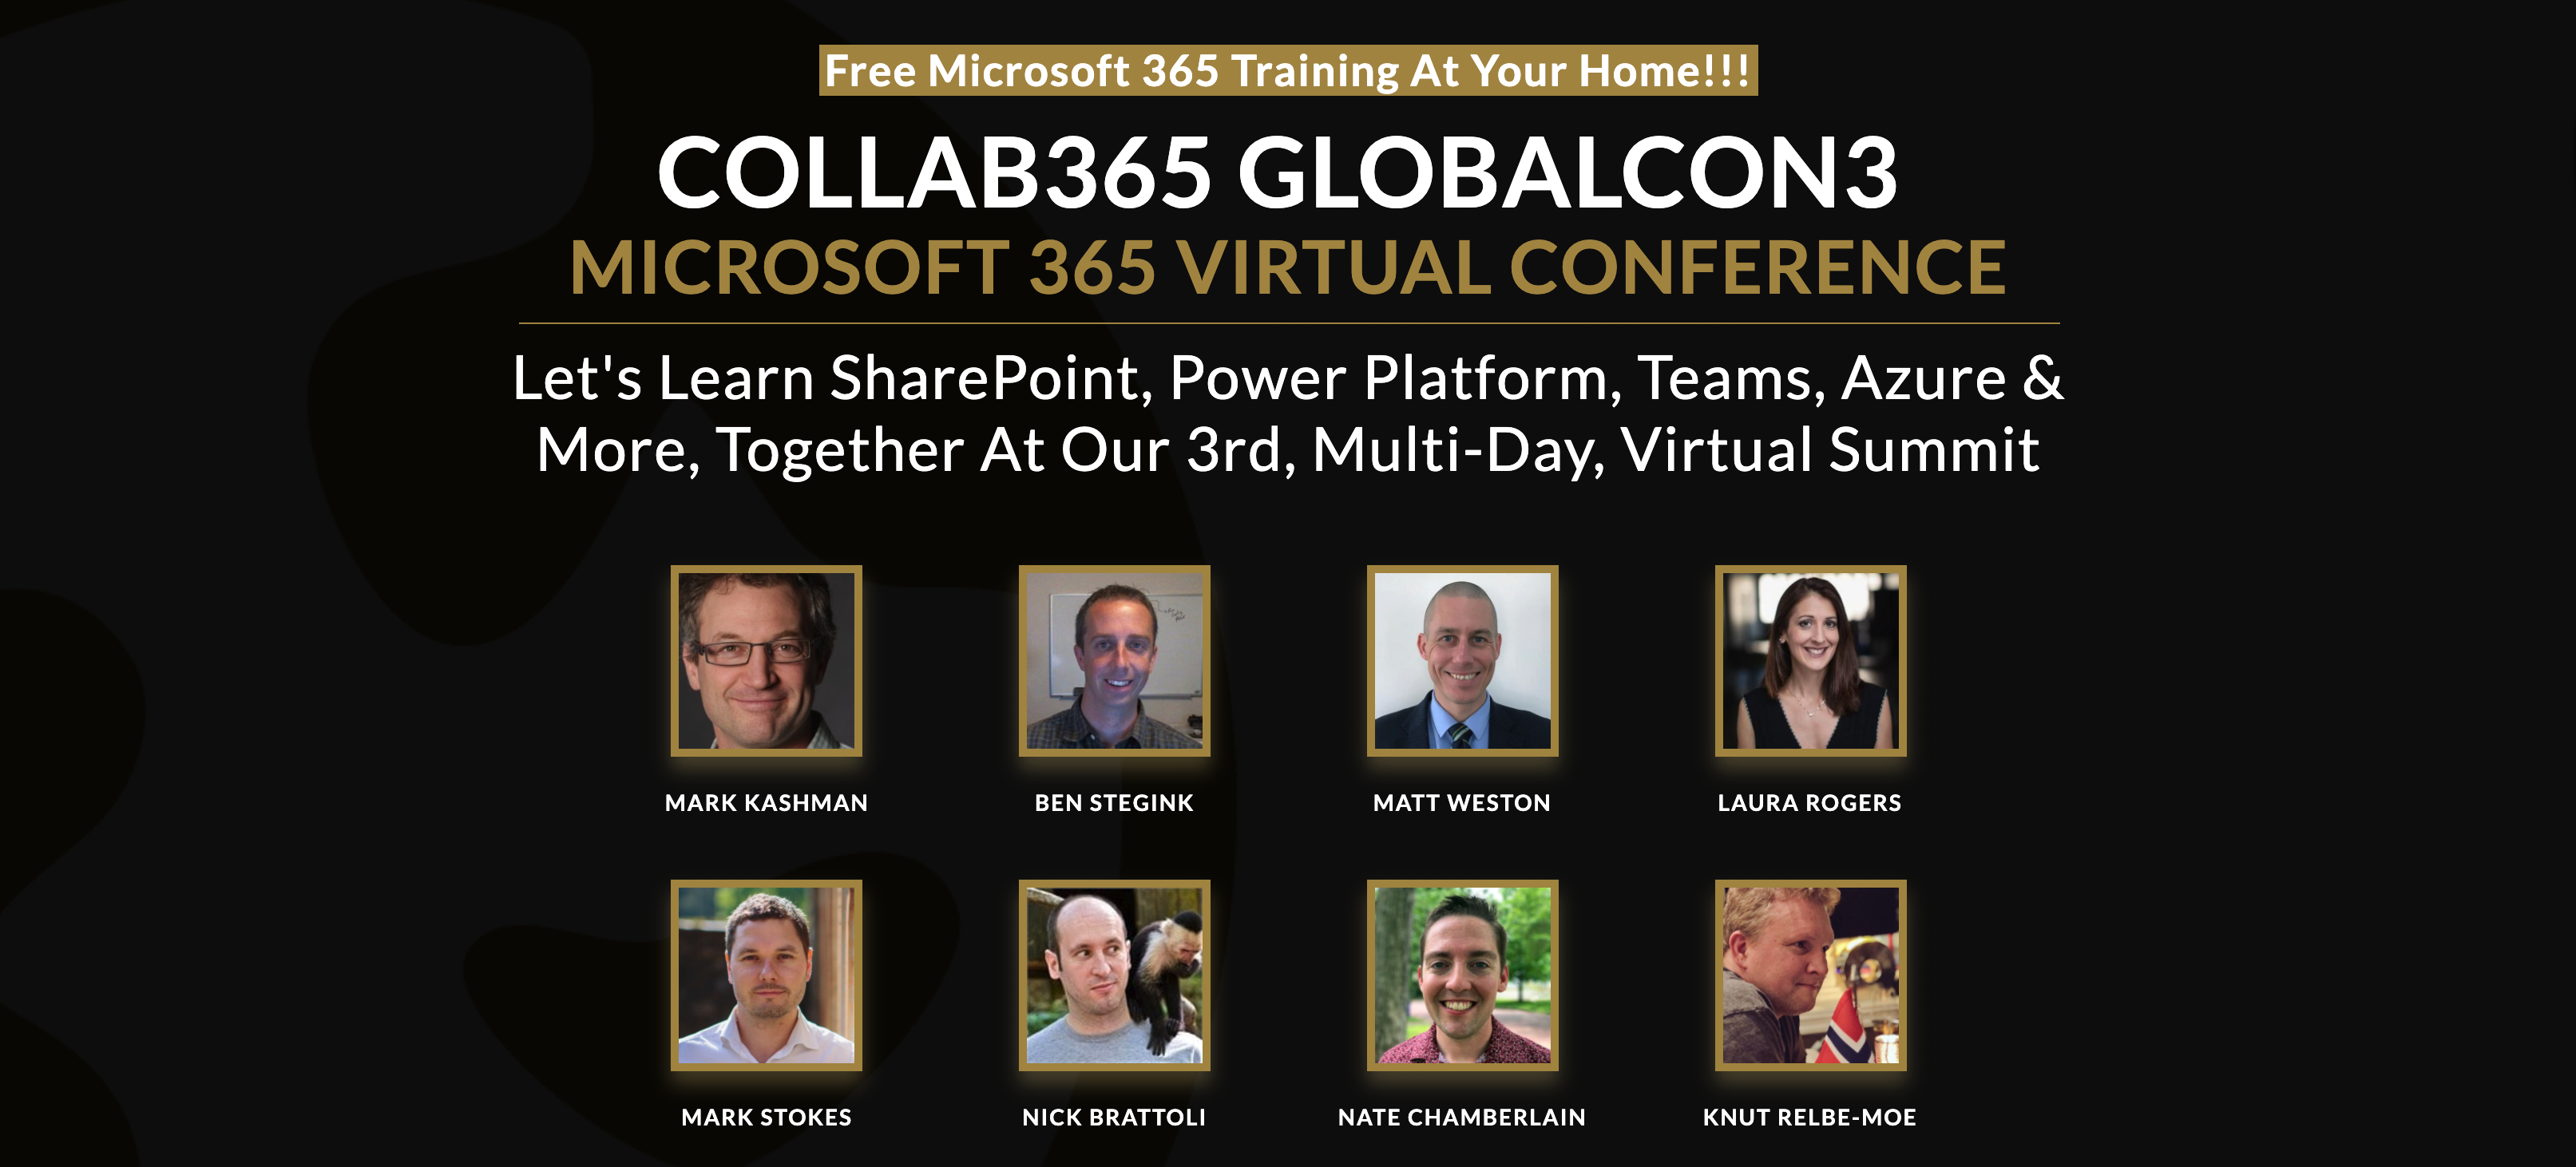 Free Microsoft 365 Training At Your Home!!!
COLLAB365 GLOBALCON3
MICROSOFT 365 VIRTUAL CONFERENCE
Let's Learn SharePoint, Power Platform, Teams, Azure &
More, Together At Our 3rd, Multi-Day, Virtual Summit
MARK KASHMAN
BEN STEGINK
MATT WESTON
LAURA ROGERS
MARK STOKES
NICK BRATTOLI
NATE CHAMBERLAIN
KNUT RELBE-MOE